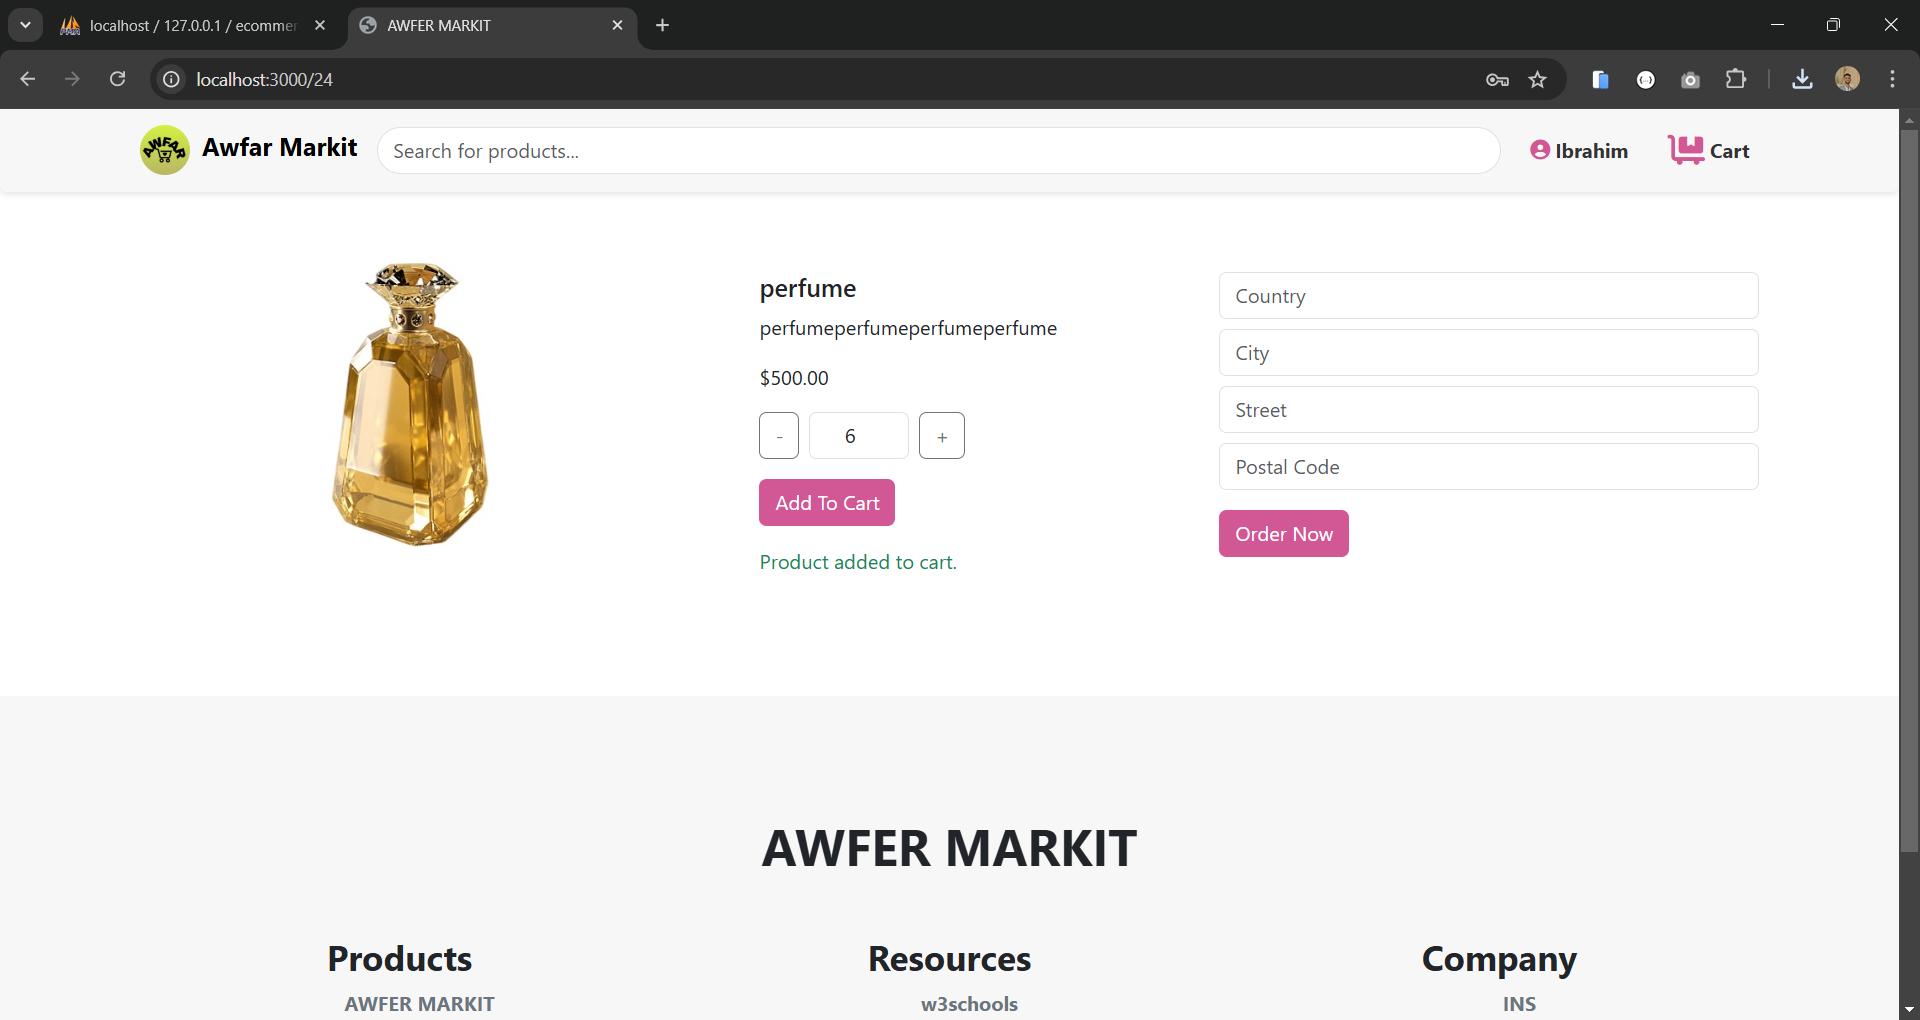 localhost / 127.0.0.1 / ecommer
AWFER MARKIT
localhost:3000/24
AWFAR
Awfar Markit
Search for products...
Ibrahim
Cart
perfume
perfumeperfumeperfumeperfume
$500.00
-
6
+
Add To Cart
Product added to cart.
Country
City
Street
Postal Code
Order Now
AWFER MARKIT
Products
Resources
Company
AWFER MARKIT
w3schools
INS